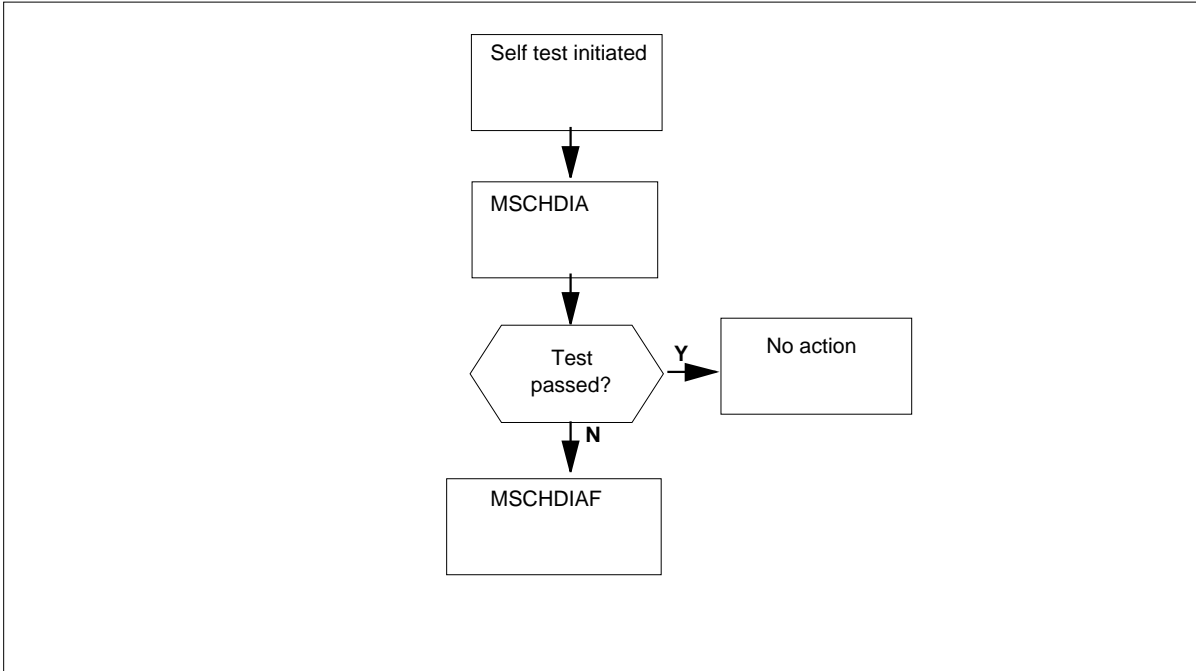 Self test initiated
MSCHDIA
Test
passed?
Y
No action
N
MSCHDIAF